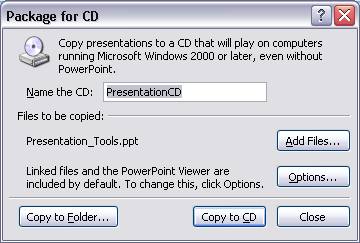 Package for CD
Copy presentations to a CD that will play on computers
running Microsoft Windows 2000 or later, even without
PowerPoint.
Name the CD: PresentationCD
Files to be copied:
Presentation_Tools.ppt
Add Files...
Linked files and the PowerPoint Viewer are
included by default. To change this, click Options.
Options...
Copy to Folder... Copy to CD Close